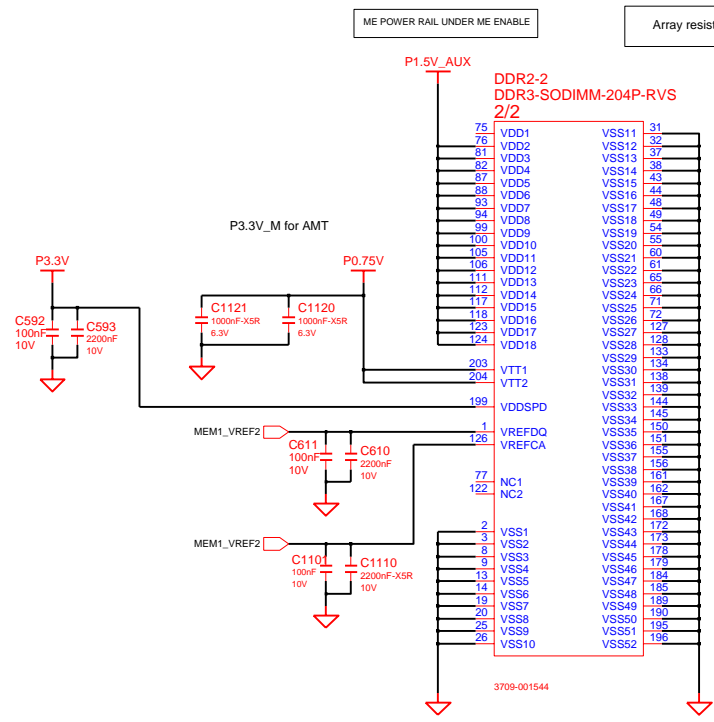 ME POWER RAIL UNDER ME ENABLE
Array resist
P1.5V_AUX
DDR2-2
DDR3-SODIMM-204P-RVS
2/2
75 VDD1 VSS11 31
76 VDD2 VSS12 32
81 VDD3 VSS13 37
82 VDD4 VSS14 38
87 VDD5 VSS15 43
88 VDD6 VSS16 44
93 VDD7 VSS17 48
94 VDD8 VSS18 49
99 VDD9 VSS19 54
100 VDD10 VSS20 55
105 VDD11 VSS21 60
106 VDD12 VSS22 61
111 VDD13 VSS23 65
112 VDD14 VSS24 66
117 VDD15 VSS25 71
118 VDD16 VSS26 72
123 VDD17 VSS27 127
124 VDD18 VSS28 128
VSS29 133
203 VTT1 VSS30 134
204 VTT2 VSS31 138
VSS32 139
199 VDDSPD VSS33 144
VSS34 145
1 VREFDQ VSS35 150
126 VREFCA VSS36 151
VSS37 155
VSS38 156
77 NC1 VSS39 161
122 NC2 VSS40 162
VSS41 167
VSS42 168
2 VSS1 VSS43 172
3 VSS2 VSS44 173
8 VSS3 VSS45 178
9 VSS4 VSS46 179
13 VSS5 VSS47 184
14 VSS6 VSS48 185
19 VSS7 VSS49 189
20 VSS8 VSS50 190
25 VSS9 VSS51 195
26 VSS10 VSS52 196
3709-001544
P3.3V_M for AMT
P3.3V
P0.75V
C592
100nF
10V
C593
2200nF
10V
C1121
1000nF-X5R
6.3V
C1120
1000nF-X5R
6.3V
MEM1_VREF2
C611
100nF
10V
C610
2200nF
10V
MEM1_VREF2
C1101
100nF
10V
C1110
2200nF-X5R
10V